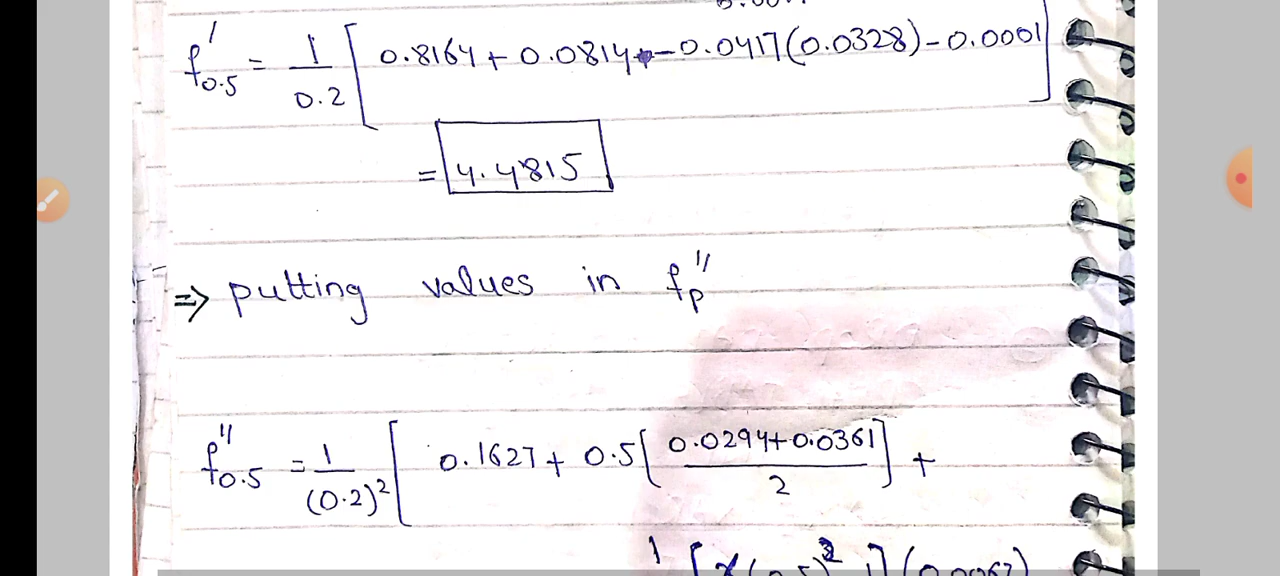 f'0.5 = 1/0.2 [ 0.8164 + 0.0814 - 0.0417(0.0328) - 0.0001 ]
= 4.4815
⇒ putting values in fp''
f''0.5 = 1/(0.2)² [ 0.1627 + 0.5 [ 0.0294+0.0361 / 2 ] +